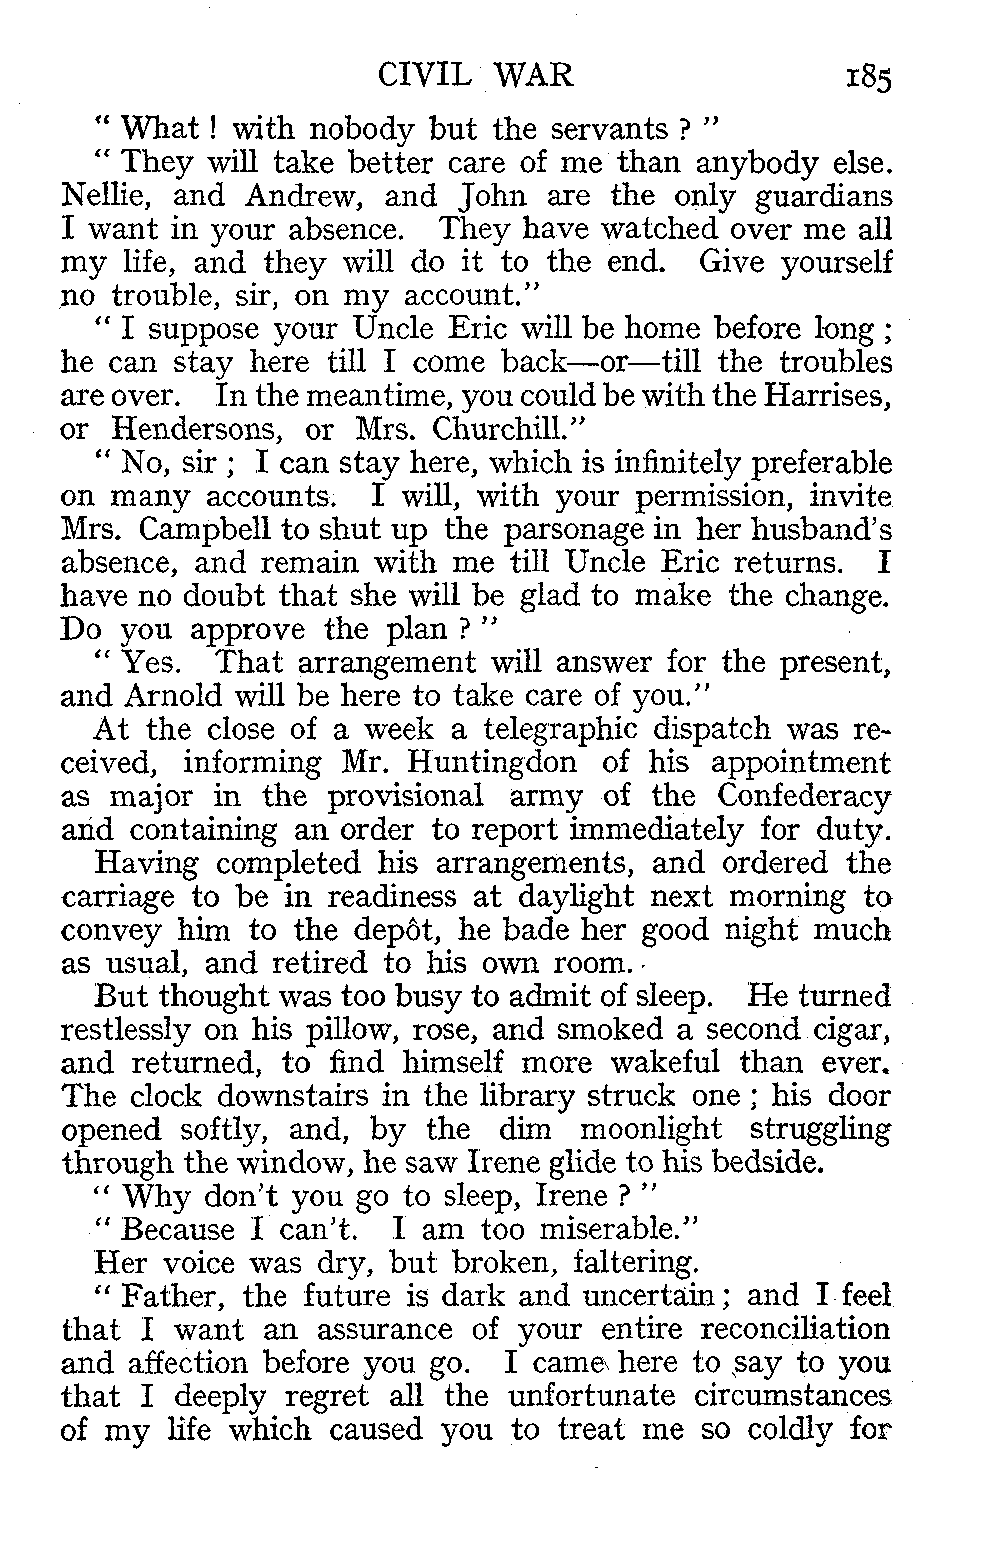 CIVIL WAR 185
“ What ! with nobody but the servants ? ”
“ They will take better care of me than anybody else.
Nellie, and Andrew, and John are the only guardians
I want in your absence. They have watched over me all
my life, and they will do it to the end. Give yourself
no trouble, sir, on my account.”
“ I suppose your Uncle Eric will be home before long ;
he can stay here till I come back—or—till the troubles
are over. In the meantime, you could be with the Harrises,
or Hendersons, or Mrs. Churchill.”
“ No, sir ; I can stay here, which is infinitely preferable
on many accounts. I will, with your permission, invite
Mrs. Campbell to shut up the parsonage in her husband’s
absence, and remain with me till Uncle Eric returns. I
have no doubt that she will be glad to make the change.
Do you approve the plan ? ”
“ Yes. That arrangement will answer for the present,
and Arnold will be here to take care of you.”
At the close of a week a telegraphic dispatch was re-
ceived, informing Mr. Huntingdon of his appointment
as major in the provisional army of the Confederacy
and containing an order to report immediately for duty.
Having completed his arrangements, and ordered the
carriage to be in readiness at daylight next morning to
convey him to the depôt, he bade her good night much
as usual, and retired to his own room.
But thought was too busy to admit of sleep. He turned
restlessly on his pillow, rose, and smoked a second cigar,
and returned, to find himself more wakeful than ever.
The clock downstairs in the library struck one ; his door
opened softly, and, by the dim moonlight struggling
through the window, he saw Irene glide to his bedside.
“ Why don’t you go to sleep, Irene ? ”
“ Because I can’t. I am too miserable.”
Her voice was dry, but broken, faltering.
“ Father, the future is dark and uncertain ; and I feel
that I want an assurance of your entire reconciliation
and affection before you go. I came here to say to you
that I deeply regret all the unfortunate circumstances
of my life which caused you to treat me so coldly for